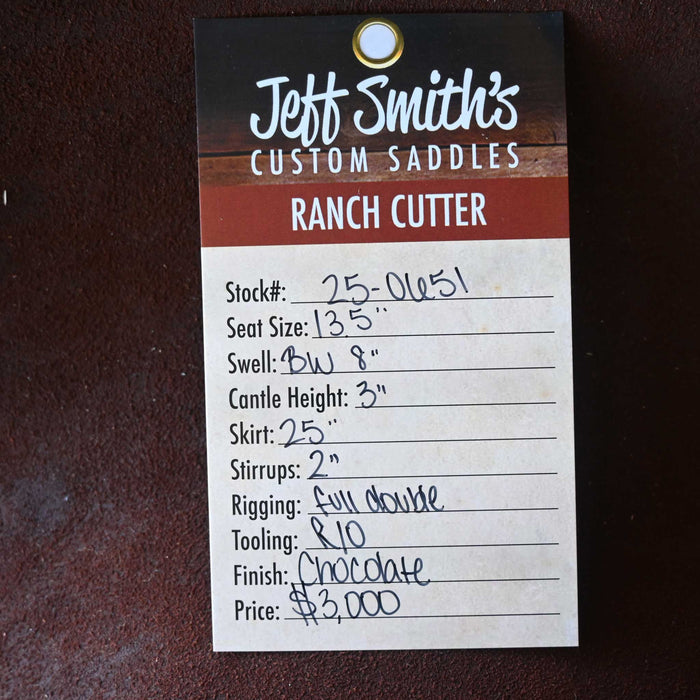 Jeff Smith's
CUSTOM SADDLES
RANCH CUTTER
Stock#: 25-0651
Seat Size: 13.5"
Swell: BW 8"
Cantle Height: 3"
Skirt: 25"
Stirrups: 2"
Rigging: full double
Tooling: R/O
Finish: Chocolate
Price: $3,000